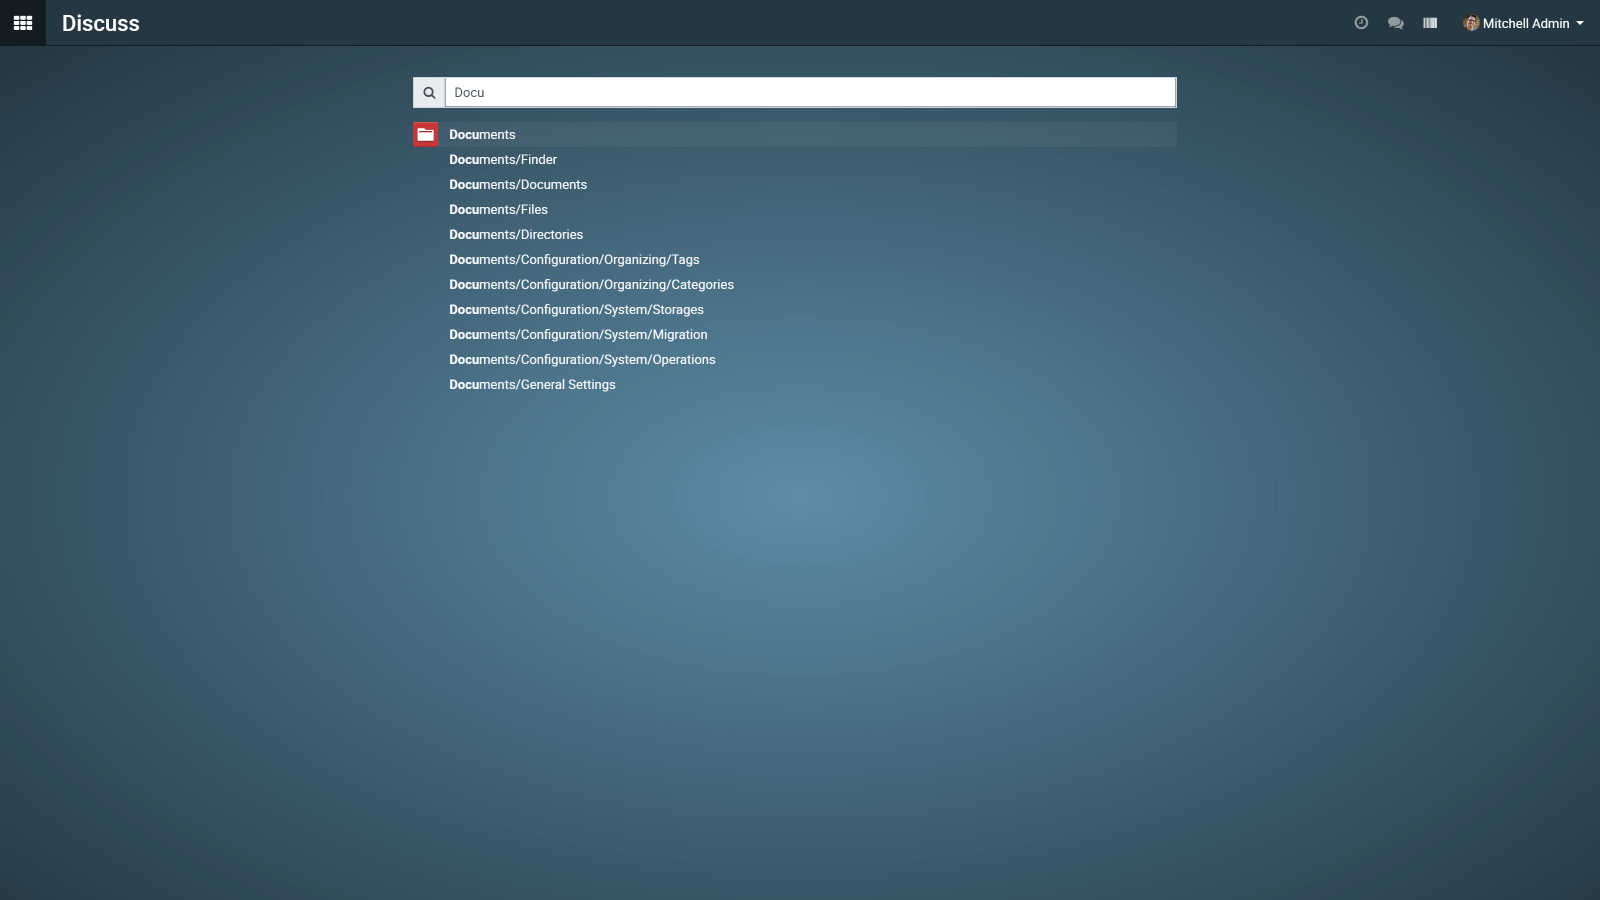 Discuss
Mitchell Admin
Docu
Documents
Documents/Finder
Documents/Documents
Documents/Files
Documents/Directories
Documents/Configuration/Organizing/Tags
Documents/Configuration/Organizing/Categories
Documents/Configuration/System/Storages
Documents/Configuration/System/Migration
Documents/Configuration/System/Operations
Documents/General Settings